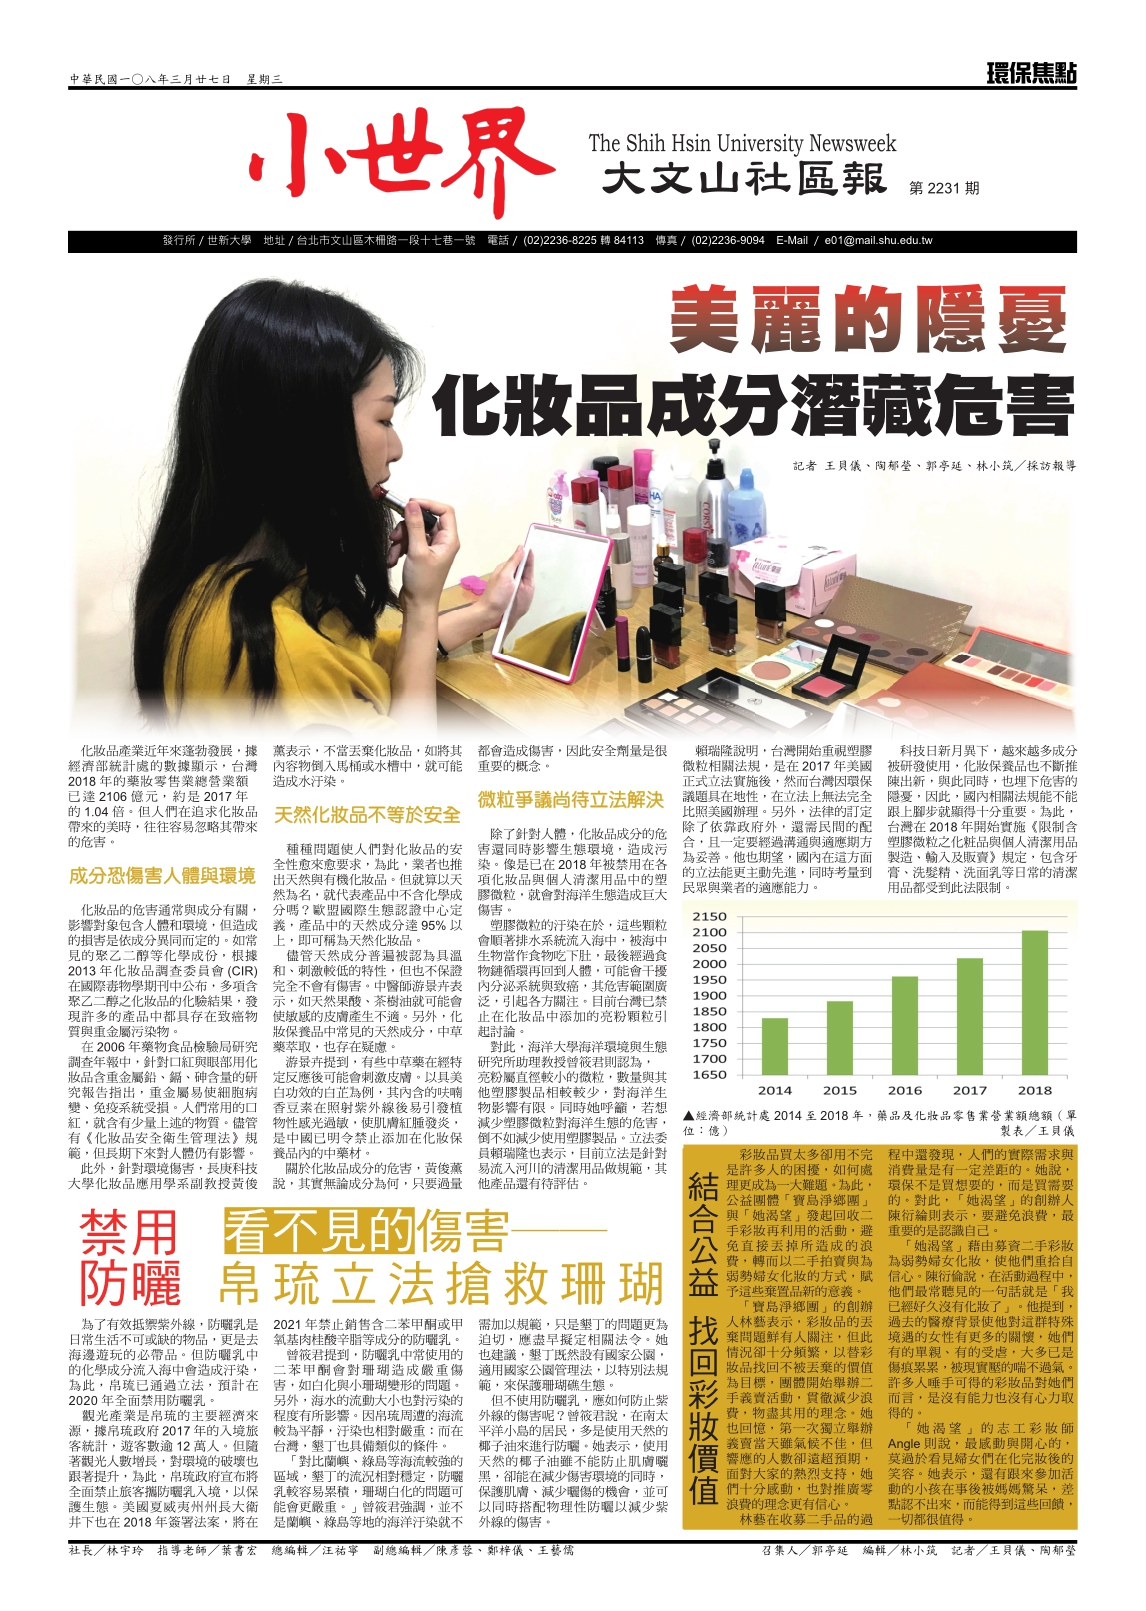 中華民國一〇八年三月廿七日　星期三
環保焦點
小世界
The Shih Hsin University Newsweek
大文山社區報
第 2231 期
發行所 / 世新大學　地址 / 台北市文山區木柵路一段十七巷一號　電話 / (02)2236-8225 轉 84113　傳真 / (02)2236-9094　E-Mail / e01@mail.shu.edu.tw
美麗的隱憂
化妝品成分潛藏危害
記者 王貝儀、陶郁瑩、郭亭延、林小筑／採訪報導
化妝品產業近年來蓬勃發展，據
經濟部統計處的數據顯示，台灣
2018 年的藥妝零售業總營業額
已達 2106 億元，約是 2017 年
的 1.04 倍。但人們在追求化妝品
帶來的美時，往往容易忽略其帶來
的危害。
成分恐傷害人體與環境
化妝品的危害通常與成分有關，
影響對象包含人體和環境，但造成
的損害是依成分異同而定的。如常
見的聚乙二醇等化學成份，根據
2013 年化妝品調查委員會 (CIR)
在國際毒物學期刊中公布，多項含
聚乙二醇之化妝品的化驗結果，發
現許多的產品中都具存在致癌物
質與重金屬污染物。
在 2006 年藥物食品檢驗局研究
調查年報中，針對口紅與眼部用化
妝品含重金屬鉛、鎘、砷含量的研
究報告指出，重金屬易使細胞病
變、免疫系統受損。人們常用的口
紅，就含有少量上述的物質。儘管
有《化妝品安全衛生管理法》規
範，但長期下來對人體仍有影響。
此外，針對環境傷害，長庚科技
大學化妝品應用學系副教授黃俊
薰表示，不當丟棄化妝品，如將其
內容物倒入馬桶或水槽中，就可能
造成水汙染。
天然化妝品不等於安全
種種問題使人們對化妝品的安
全性愈來愈要求，為此，業者也推
出天然與有機化妝品。但就算以天
然為名，就代表產品中不含化學成
分嗎？歐盟國際生態認證中心定
義，產品中的天然成分達 95% 以
上，即可稱為天然化妝品。
儘管天然成分普遍被認為具溫
和、刺激較低的特性，但也不保證
完全不會有傷害。中醫師游景卉表
示，如天然果酸、茶樹油就可能會
使敏感的皮膚產生不適。另外，化
妝保養品中常見的天然成分，中草
藥萃取，也存在疑慮。
游景卉提到，有些中草藥在經特
定反應後可能會刺激皮膚。以具美
白功效的白芷為例，其內含的呋喃
香豆素在照射紫外線後易引發植
物性感光過敏，使肌膚紅腫發炎，
是中國已明令禁止添加在化妝保
養品內的中藥材。
關於化妝品成分的危害，黃俊薰
說，其實無論成分為何，只要過量
都會造成傷害，因此安全劑量是很
重要的概念。
微粒爭議尚待立法解決
除了針對人體，化妝品成分的危
害還同時影響生態環境，造成污
染。像是已在 2018 年被禁用在各
項化妝品與個人清潔用品中的塑
膠微粒，就會對海洋生態造成巨大
傷害。
塑膠微粒的汙染在於，這些顆粒
會順著排水系統流入海中，被海中
生物當作食物吃下肚，最後經過食
物鏈循環再回到人體，可能會干擾
內分泌系統與致癌，其危害範圍廣
泛，引起各方關注。目前台灣已禁
止在化妝品中添加的亮粉顆粒引
起討論。
對此，海洋大學海洋環境與生態
研究所助理教授曾筱君則認為，
亮粉屬直徑較小的微粒，數量與其
他塑膠製品相較較少，對海洋生
物影響有限。同時她呼籲，若想
減少塑膠微粒對海洋生態的危害，
倒不如減少使用塑膠製品。立法委
員賴瑞隆也表示，目前立法是針對
易流入河川的清潔用品做規範，其
他產品還有待評估。
賴瑞隆說明，台灣開始重視塑膠
微粒相關法規，是在 2017 年美國
正式立法實施後，然而台灣因環保
議題具在地性，在立法上無法完全
比照美國辦理。另外，法律的訂定
除了依靠政府外，還需民間的配
合，且一定要經過溝通與適應期方
為妥善。他也期望，國內在這方面
的立法能更主動先進，同時考量到
民眾與業者的適應能力。
科技日新月異下，越來越多成分
被研發使用，化妝保養品也不斷推
陳出新，與此同時，也埋下危害的
隱憂，因此，國內相關法規能不能
跟上腳步就顯得十分重要。為此，
台灣在 2018 年開始實施《限制含
塑膠微粒之化粧品與個人清潔用品
製造、輸入及販賣》規定，包含牙
膏、洗髮精、洗面乳等日常的清潔
用品都受到此法限制。
2150
2100
2050
2000
1950
1900
1850
1800
1750
1700
1650
2014 2015 2016 2017 2018
▲經濟部統計處 2014 至 2018 年，藥品及化妝品零售業營業額總額（單
位：億） 製表／王貝儀
禁用
防曬
看不見的傷害——
帛琉立法搶救珊瑚
為了有效抵禦紫外線，防曬乳是
日常生活不可或缺的物品，更是去
海邊遊玩的必帶品。但防曬乳中
的化學成分流入海中會造成汙染，
為此，帛琉已通過立法，預計在
2020 年全面禁用防曬乳。
觀光產業是帛琉的主要經濟來
源，據帛琉政府 2017 年的入境旅
客統計，遊客數逾 12 萬人。但隨
著觀光人數增長，對環境的破壞也
跟著提升，為此，帛琉政府宣布將
全面禁止旅客攜防曬乳入境，以保
護生態。美國夏威夷州州長大衛
井下也在 2018 年簽署法案，將在
2021 年禁止銷售含二苯甲酮或甲
氧基肉桂酸辛脂等成分的防曬乳。
曾筱君提到，防曬乳中常使用的
二苯甲酮會對珊瑚造成嚴重傷
害，如白化與小珊瑚變形的問題。
另外，海水的流動大小也對污染的
程度有所影響。因帛琉周遭的海流
較為平靜，汙染也相對嚴重：而在
台灣，墾丁也具備類似的條件。
「對比蘭嶼、綠島等海流較強的
區域，墾丁的流況相對穩定，防曬
乳較容易累積，珊瑚白化的問題可
能會更嚴重。」曾筱君強調，並不
是蘭嶼、綠島等地的海洋汙染就不
需加以規範，只是墾丁的問題更為
迫切，應盡早擬定相關法令。她
也建議，墾丁既然設有國家公園，
適用國家公園管理法，以特別法規
範，來保護珊瑚礁生態。
但不使用防曬乳，應如何防止紫
外線的傷害呢？曾筱君說，在南太
平洋小島的居民，多是使用天然的
椰子油來進行防曬。她表示，使用
天然的椰子油雖不能防止肌膚曬
黑，卻能在減少傷害環境的同時，
保護肌膚、減少曬傷的機會，並可
以同時搭配物理性防曬以減少紫
外線的傷害。
結合公益 找回彩妝價值
彩妝品買太多卻用不完
是許多人的困擾，如何處
理更成為一大難題。為此，
公益團體「寶島淨鄉團」
與「她渴望」發起回收二
手彩妝再利用的活動，避
免直接丟掉所造成的浪
費，轉而以二手拍賣與為
弱勢婦女化妝的方式，賦
予這些棄置品新的意義。
「寶島淨鄉團」的創辦
人林藝表示，彩妝品的丟
棄問題鮮有人關注，但此
情況卻十分頻繁，以替彩
妝品找回不被丟棄的價值
為目標，團體開始舉辦二
手義賣活動，貫徹減少浪
費，物盡其用的理念。她
也回憶，第一次獨立舉辦
義賣當天雖氣候不佳，但
響應的人數卻遠超預期，
面對大家的熱烈支持，她
們十分感動，也對推廣零
浪費的理念更有信心。
林藝在收募二手品的過
程中還發現，人們的實際需求與
消費量是有一定差距的。她說，
環保不是買想要的，而是買需要
的。對此，「她渴望」的創辦人
陳衍綸則表示，要避免浪費，最
重要的是認識自己。
「她渴望」藉由募資二手彩妝
為弱勢婦女化妝，使他們重拾自
信心。陳衍倫說，在活動過程中，
他們最常聽見的一句話就是「我
已經好久沒有化妝了」。他提到，
過去的醫療背景使他對這群特殊
境遇的女性有更多的關懷，她們
有的單親、有的受虐，大多已是
傷痕累累，被現實壓的喘不過氣。
許多人唾手可得的彩妝品對她們
而言，是沒有能力也沒有心力取
得的。
「她渴望」的志工彩妝師
Angle 則說，最感動與開心的，
莫過於看見婦女們在化完妝後的
笑容。她表示，還有跟來參加活
動的小孩在事後被媽媽驚呆，差
點認不出來，而能得到這些回饋，
一切都很值得。
社長／林宇玲　指導老師／葉書宏　總編輯／汪祐寧　副總編輯／陳彥蓉、鄭梓儀、王藝儒
召集人／郭亭延　編輯／林小筑　記者／王貝儀、陶郁瑩